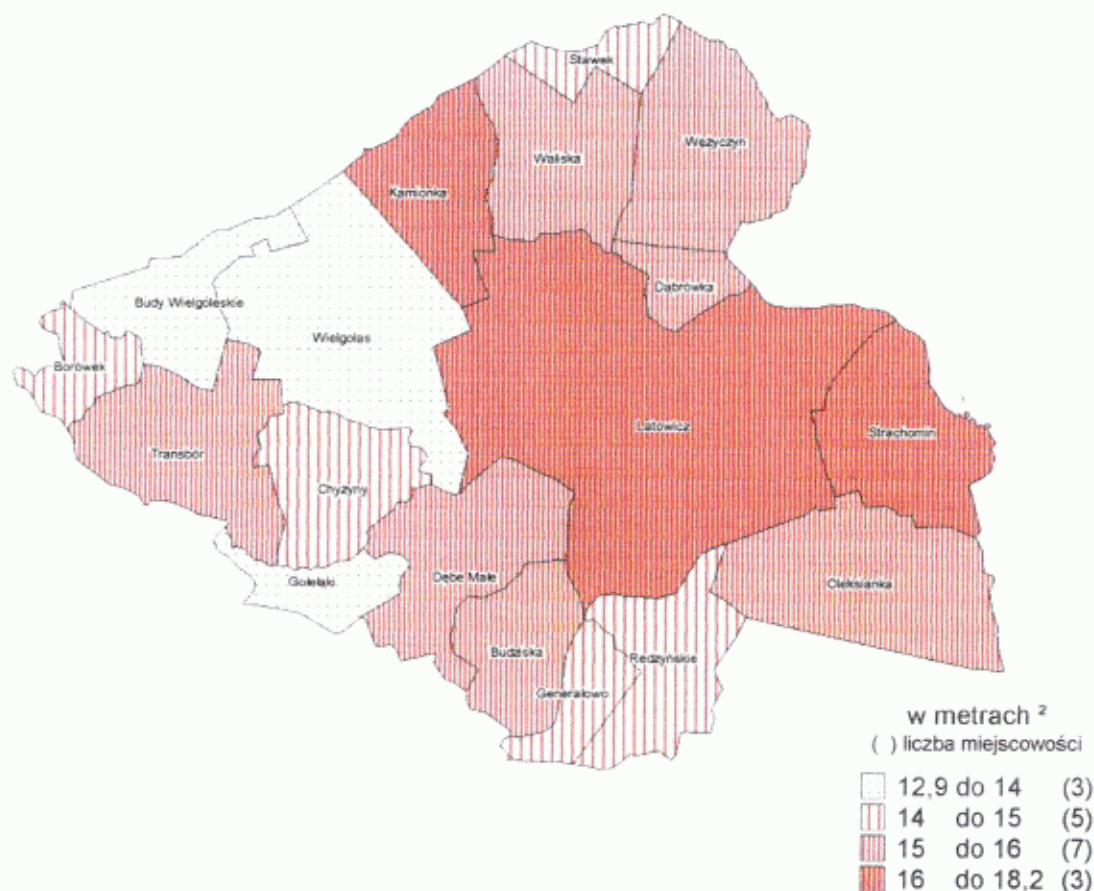 Stawek
Wężyczyn
Waliska
Kamionka
Dąbrówka
Budy Wielgoleskie
Wielgolas
Borówek
Latowicz
Strachomin
Transbór
Chyżyny
Gołełąki
Dębe Małe
Oleksianka
Budziska
Redzyńskie
Generałowo
w metrach ²
( ) liczba miejscowości
12,9 do 14 (3)
14 do 15 (5)
15 do 16 (7)
16 do 18,2 (3)